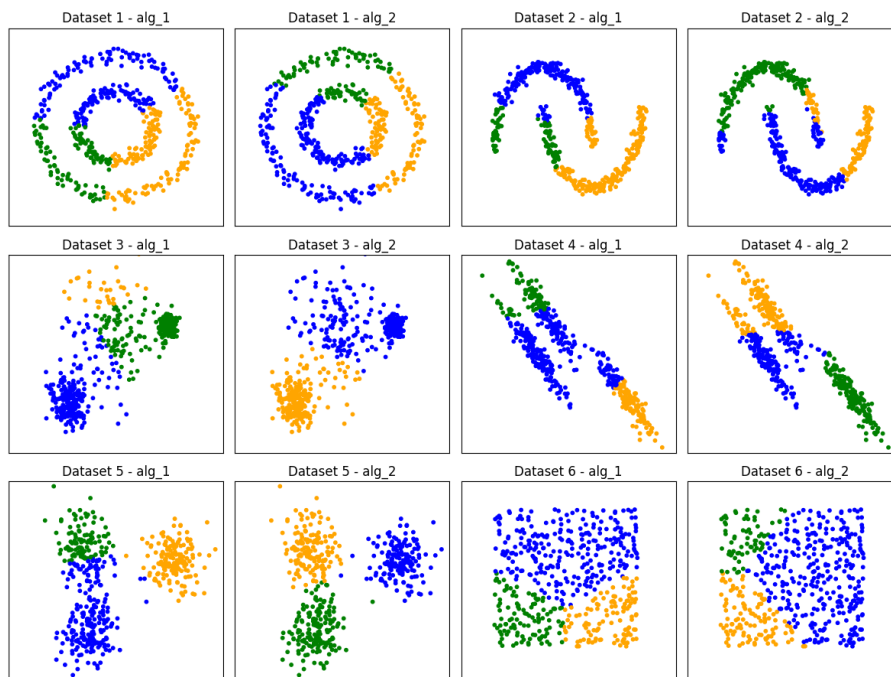 Dataset 1 - alg_1
Dataset 1 - alg_2
Dataset 2 - alg_1
Dataset 2 - alg_2
Dataset 3 - alg_1
Dataset 3 - alg_2
Dataset 4 - alg_1
Dataset 4 - alg_2
Dataset 5 - alg_1
Dataset 5 - alg_2
Dataset 6 - alg_1
Dataset 6 - alg_2